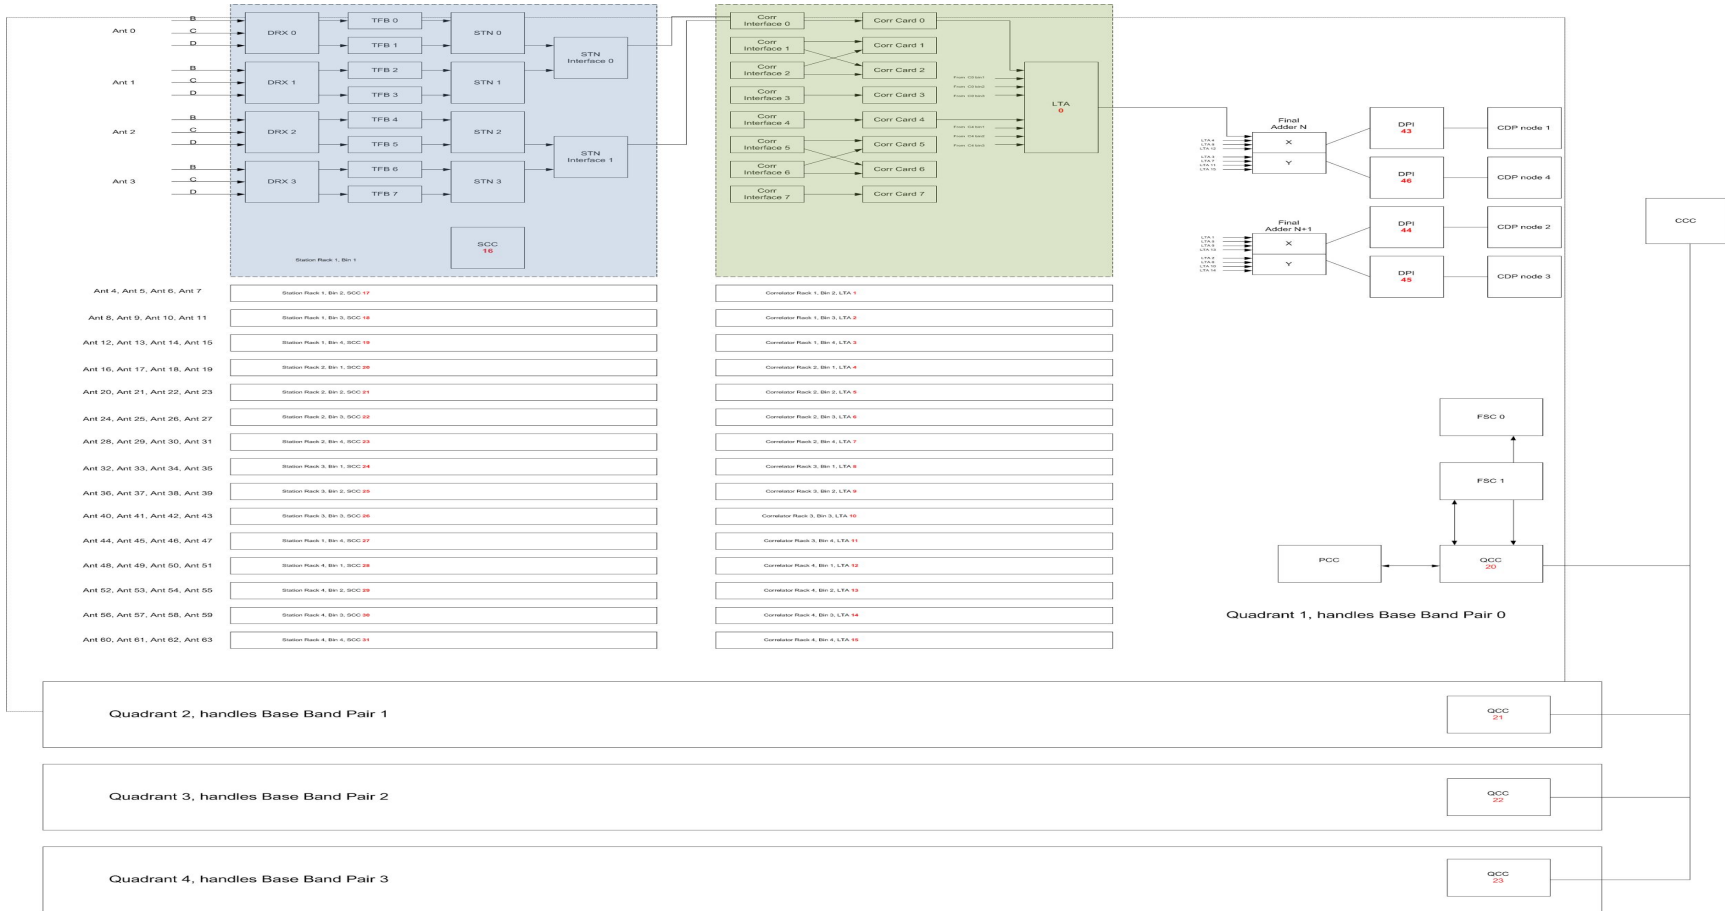 Ant 0
B
C
D
Ant 1
B
C
D
Ant 2
B
C
D
Ant 3
B
C
D
DRX 0
DRX 1
DRX 2
DRX 3
TFB 0
TFB 1
TFB 2
TFB 3
TFB 4
TFB 5
TFB 6
TFB 7
STN 0
STN 1
STN 2
STN 3
STN
Interface 0
STN
Interface 1
SCC
16
Station Rack 1, Bin 1
Corr
Interface 0
Corr
Interface 1
Corr
Interface 2
Corr
Interface 3
Corr
Interface 4
Corr
Interface 5
Corr
Interface 6
Corr
Interface 7
Corr Card 0
Corr Card 1
Corr Card 2
Corr Card 3
Corr Card 4
Corr Card 5
Corr Card 6
Corr Card 7
LTA
0
Final
Adder N
X
Y
Final
Adder N+1
X
Y
DPI
43
DPI
46
DPI
44
DPI
45
CDP node 1
CDP node 4
CDP node 2
CDP node 3
CCC
Ant 4, Ant 5, Ant 6, Ant 7
Station Rack 1, Bin 2, SCC 17
Correlator Rack 1, Bin 2, LTA 1
Ant 8, Ant 9, Ant 10, Ant 11
Station Rack 1, Bin 3, SCC 18
Correlator Rack 1, Bin 3, LTA 2
Ant 12, Ant 13, Ant 14, Ant 15
Station Rack 1, Bin 4, SCC 19
Correlator Rack 1, Bin 4, LTA 3
Ant 16, Ant 17, Ant 18, Ant 19
Station Rack 2, Bin 1, SCC 20
Correlator Rack 2, Bin 1, LTA 4
Ant 20, Ant 21, Ant 22, Ant 23
Station Rack 2, Bin 2, SCC 21
Correlator Rack 2, Bin 2, LTA 5
Ant 24, Ant 25, Ant 26, Ant 27
Station Rack 2, Bin 3, SCC 22
Correlator Rack 2, Bin 3, LTA 6
Ant 28, Ant 29, Ant 30, Ant 31
Station Rack 2, Bin 4, SCC 23
Correlator Rack 2, Bin 4, LTA 7
Ant 32, Ant 33, Ant 34, Ant 35
Station Rack 3, Bin 1, SCC 24
Correlator Rack 3, Bin 1, LTA 8
Ant 36, Ant 37, Ant 38, Ant 39
Station Rack 3, Bin 2, SCC 25
Correlator Rack 3, Bin 2, LTA 9
Ant 40, Ant 41, Ant 42, Ant 43
Station Rack 3, Bin 3, SCC 26
Correlator Rack 3, Bin 3, LTA 10
Ant 44, Ant 45, Ant 46, Ant 47
Station Rack 1, Bin 4, SCC 27
Correlator Rack 3, Bin 4, LTA 11
Ant 48, Ant 49, Ant 50, Ant 51
Station Rack 4, Bin 1, SCC 28
Correlator Rack 4, Bin 1, LTA 12
Ant 52, Ant 53, Ant 54, Ant 55
Station Rack 4, Bin 2, SCC 29
Correlator Rack 4, Bin 2, LTA 13
Ant 56, Ant 57, Ant 58, Ant 59
Station Rack 4, Bin 3, SCC 30
Correlator Rack 4, Bin 3, LTA 14
Ant 60, Ant 61, Ant 62, Ant 63
Station Rack 4, Bin 4, SCC 31
Correlator Rack 4, Bin 4, LTA 15
FSC 0
FSC 1
PCC
QCC
20
Quadrant 1, handles Base Band Pair 0
Quadrant 2, handles Base Band Pair 1
QCC
21
Quadrant 3, handles Base Band Pair 2
QCC
22
Quadrant 4, handles Base Band Pair 3
QCC
23